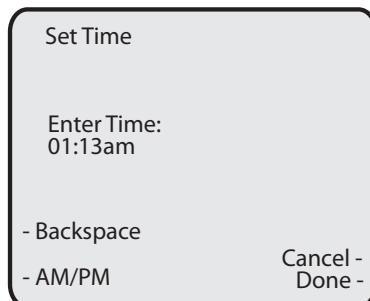 Set Time
Enter Time:
01:13am
- Backspace
Cancel -
- AM/PM
Done -